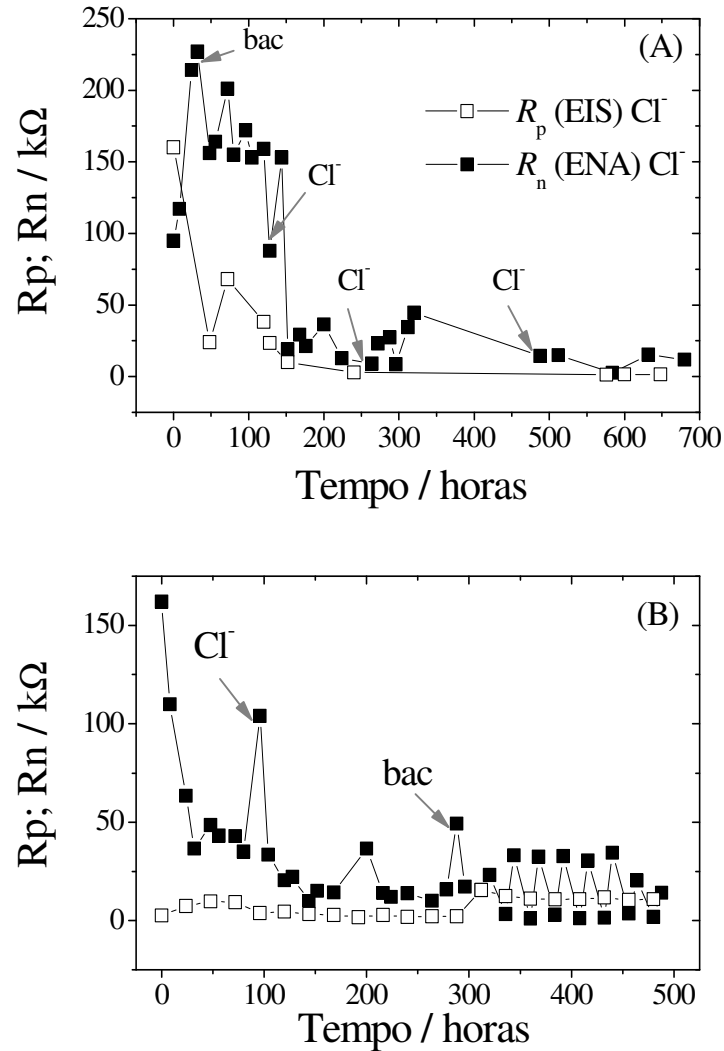 250
200
150
100
50
0
Rp; Rn / kΩ
(A)
bac
Rp (EIS) Cl-
Rn (ENA) Cl-
Cl-
Cl-
Cl-
0 100 200 300 400 500 600 700
Tempo / horas
150
100
50
0
Rp; Rn / kΩ
(B)
Cl-
bac
0 100 200 300 400 500
Tempo / horas